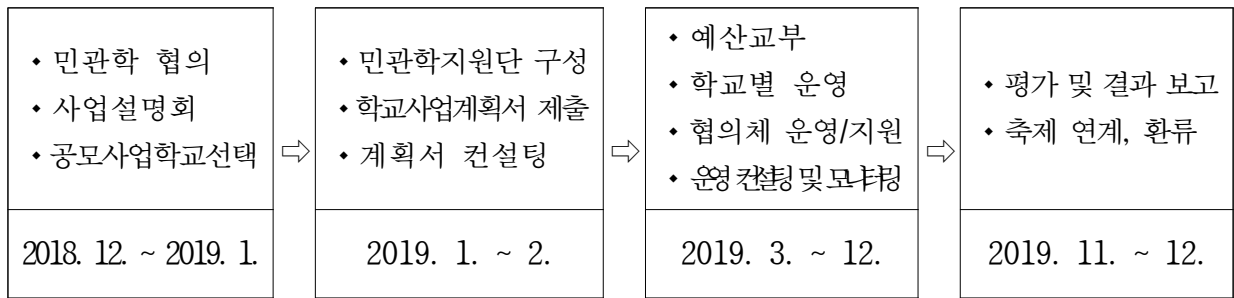 ◆ 민관학 협의
◆ 사업설명회
◆ 공모사업학교선택
2018. 12. ~ 2019. 1.
⇨
◆ 민관학지원단 구성
◆ 학교사업계획서 제출
◆ 계획서 컨설팅
2019. 1. ~ 2.
⇨
◆ 예산교부
◆ 학교별 운영
◆ 협의체 운영/지원
◆ 운영 컨설팅 및 모니터링
2019. 3. ~ 12.
⇨
◆ 평가 및 결과 보고
◆ 축제 연계, 환류
2019. 11. ~ 12.